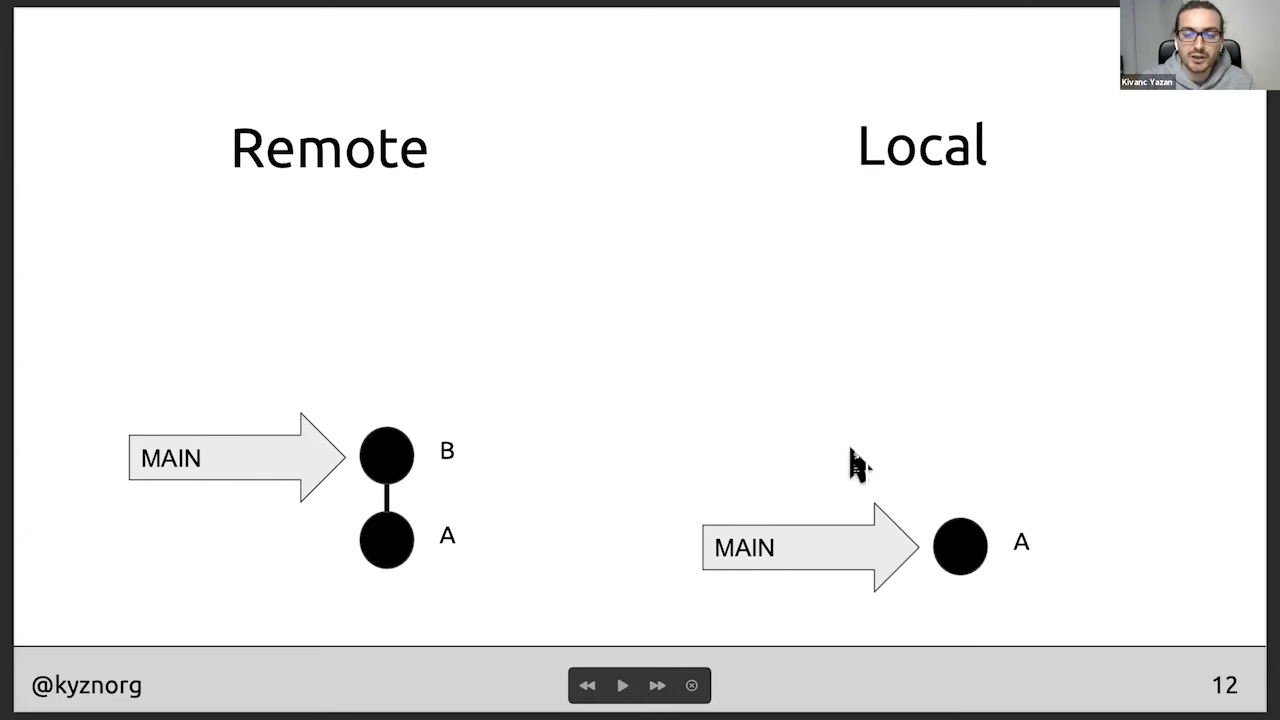 Kivanc Yazan
Remote
Local
MAIN
B
A
MAIN
A
@kyznorg
12